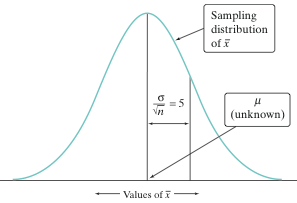 Sampling
distribution
of x̄
σ/√n = 5
μ
(unknown)
Values of x̄